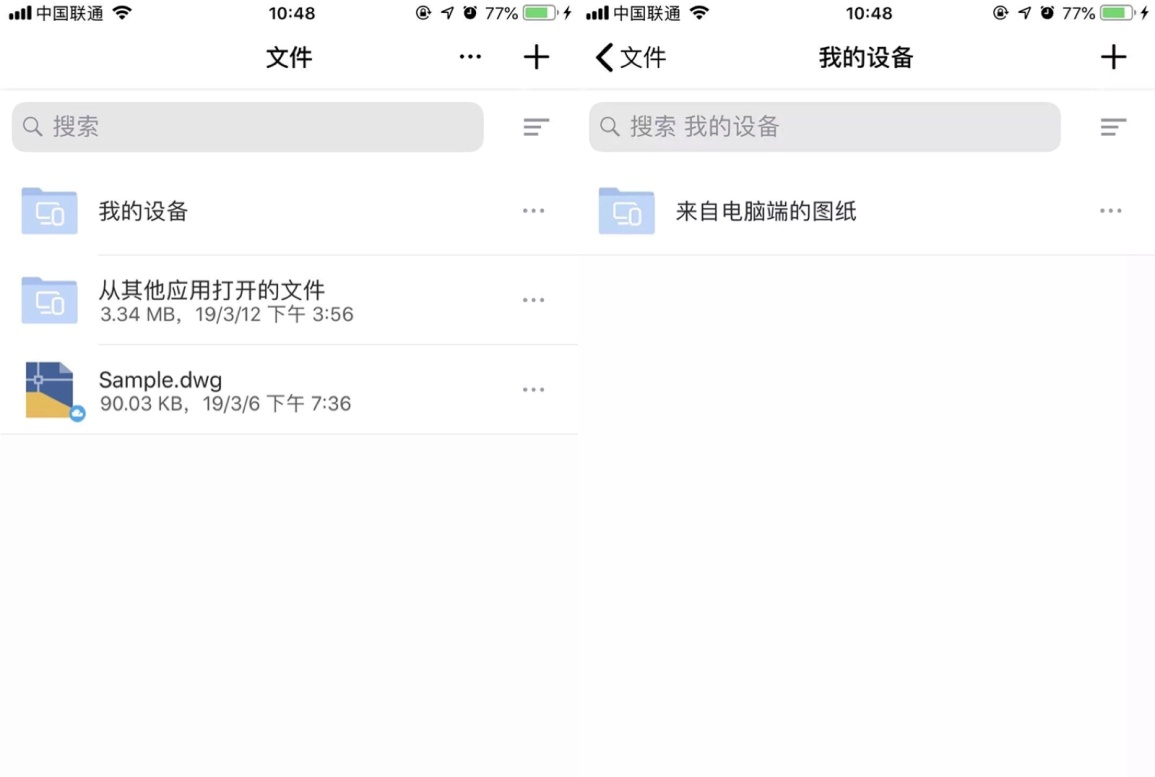 中国联通 10:48 77%
文件
搜索
我的设备
从其他应用打开的文件
3.34 MB，19/3/12 下午 3:56
Sample.dwg
90.03 KB，19/3/6 下午 7:36
中国联通 10:48 77%
文件 我的设备
搜索 我的设备
来自电脑端的图纸